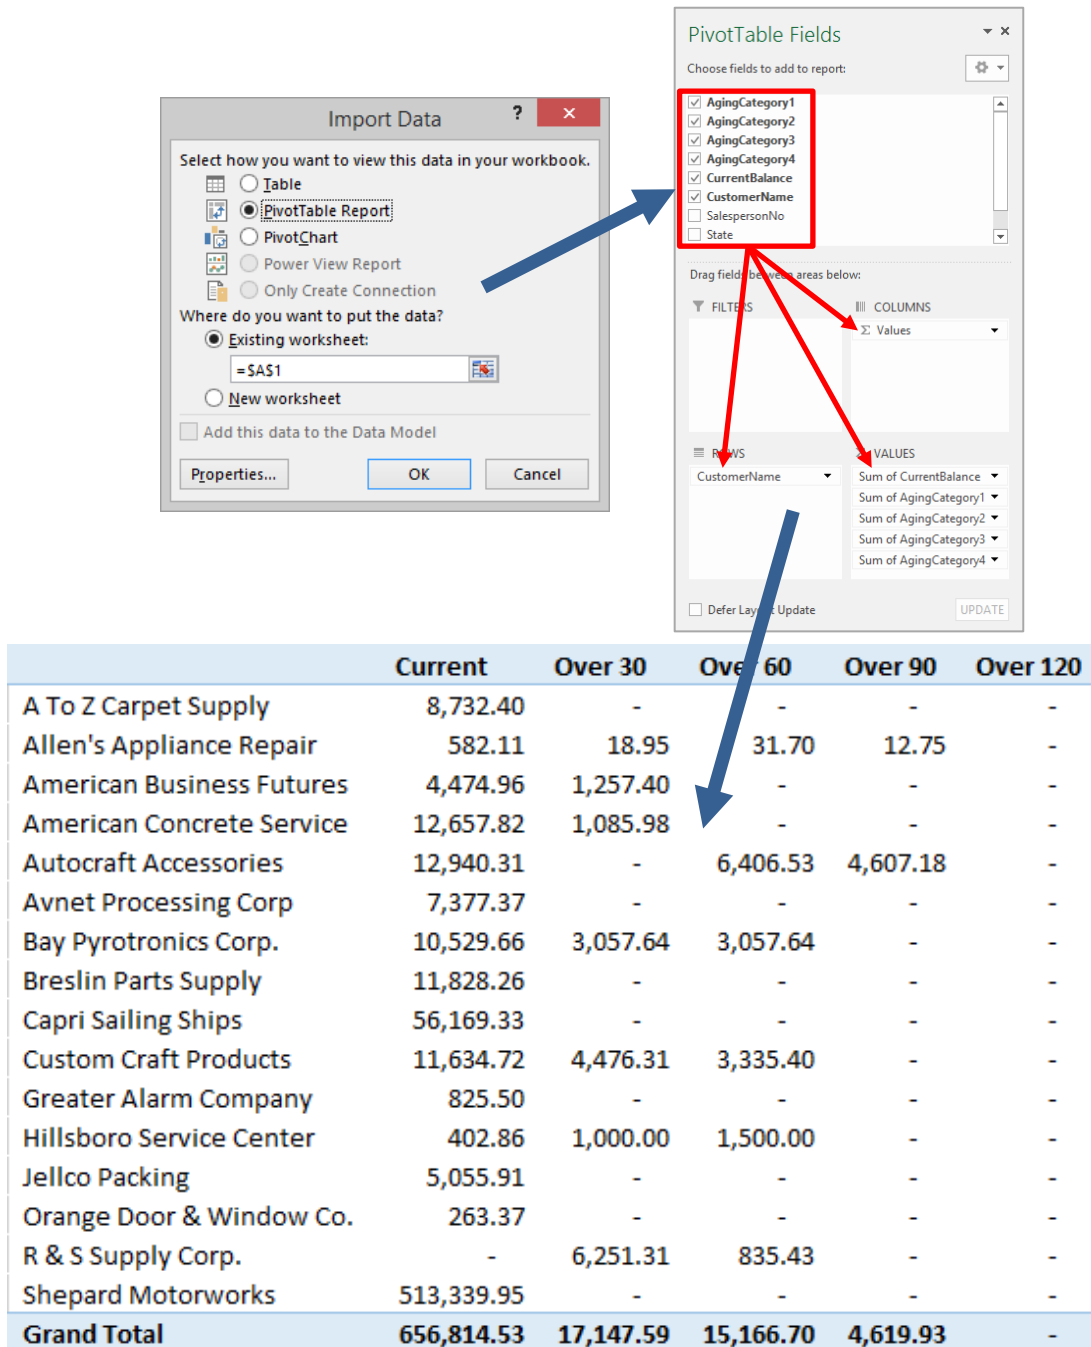 Import Data
?
×
Select how you want to view this data in your workbook.
Table
PivotTable Report
PivotChart
Power View Report
Only Create Connection
Where do you want to put the data?
Existing worksheet:
=$A$1
New worksheet
Add this data to the Data Model
Properties...
OK
Cancel
PivotTable Fields
×
Choose fields to add to report:
AgingCategory1
AgingCategory2
AgingCategory3
AgingCategory4
CurrentBalance
CustomerName
SalespersonNo
State
Drag fields between areas below:
FILTERS
COLUMNS
Σ Values
ROWS
Σ VALUES
CustomerName
Sum of CurrentBalance
Sum of AgingCategory1
Sum of AgingCategory2
Sum of AgingCategory3
Sum of AgingCategory4
Defer Layout Update
UPDATE
Current Over 30 Over 60 Over 90 Over 120
A To Z Carpet Supply 8,732.40 - - - -
Allen's Appliance Repair 582.11 18.95 31.70 12.75 -
American Business Futures 4,474.96 1,257.40 - - -
American Concrete Service 12,657.82 1,085.98 - - -
Autocraft Accessories 12,940.31 - 6,406.53 4,607.18 -
Avnet Processing Corp 7,377.37 - - - -
Bay Pyrotronics Corp. 10,529.66 3,057.64 3,057.64 - -
Breslin Parts Supply 11,828.26 - - - -
Capri Sailing Ships 56,169.33 - - - -
Custom Craft Products 11,634.72 4,476.31 3,335.40 - -
Greater Alarm Company 825.50 - - - -
Hillsboro Service Center 402.86 1,000.00 1,500.00 - -
Jellco Packing 5,055.91 - - - -
Orange Door & Window Co. 263.37 - - - -
R & S Supply Corp. - 6,251.31 835.43 - -
Shepard Motorworks 513,339.95 - - - -
Grand Total 656,814.53 17,147.59 15,166.70 4,619.93 -